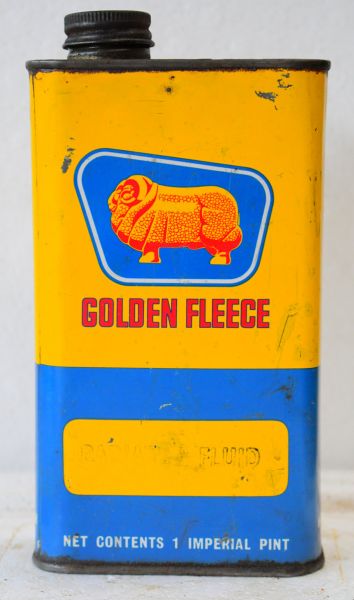 GOLDEN FLEECE
FLUID
NET CONTENTS 1 IMPERIAL PINT